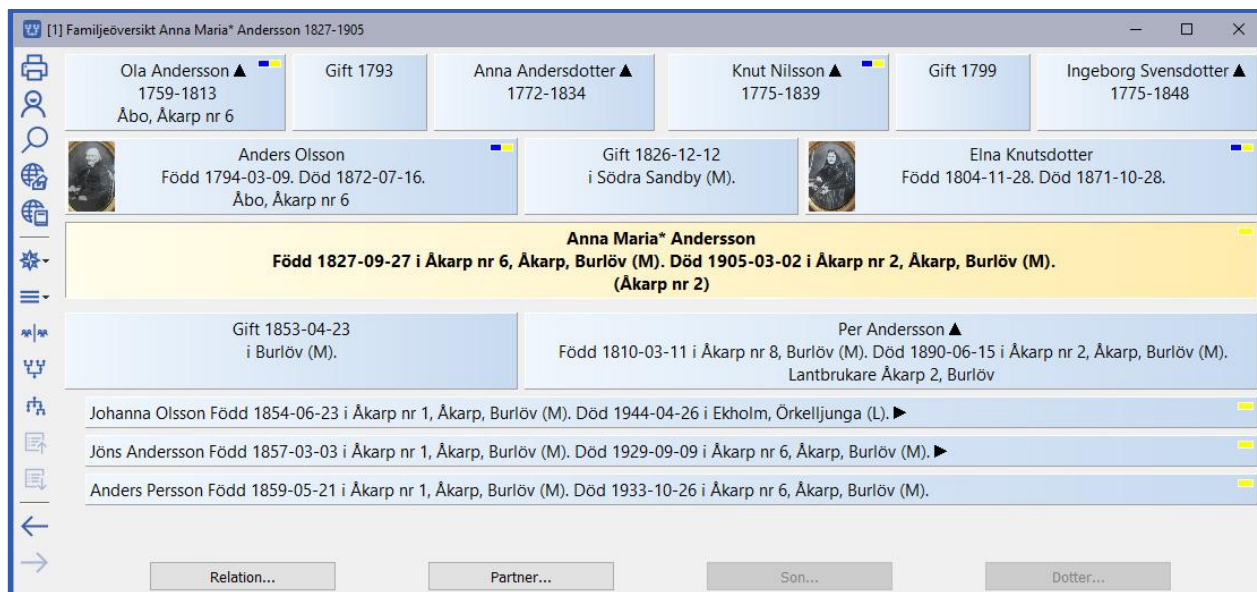 [1] Familjeöversikt Anna Maria* Andersson 1827-1905
Ola Andersson ▲
1759-1813
Åbo, Åkarp nr 6
Gift 1793
Anna Andersdotter ▲
1772-1834
Knut Nilsson ▲
1775-1839
Gift 1799
Ingeborg Svensdotter ▲
1775-1848
Anders Olsson
Född 1794-03-09. Död 1872-07-16.
Åbo, Åkarp nr 6
Gift 1826-12-12
i Södra Sandby (M).
Elna Knutsdotter
Född 1804-11-28. Död 1871-10-28.
Anna Maria* Andersson
Född 1827-09-27 i Åkarp nr 6, Åkarp, Burlöv (M). Död 1905-03-02 i Åkarp nr 2, Åkarp, Burlöv (M).
(Åkarp nr 2)
Gift 1853-04-23
i Burlöv (M).
Per Andersson ▲
Född 1810-03-11 i Åkarp nr 8, Burlöv (M). Död 1890-06-15 i Åkarp nr 2, Åkarp, Burlöv (M).
Lantbrukare Åkarp 2, Burlöv
Johanna Olsson Född 1854-06-23 i Åkarp nr 1, Åkarp, Burlöv (M). Död 1944-04-26 i Ekholm, Örkelljunga (L). ▶
Jöns Andersson Född 1857-03-03 i Åkarp nr 1, Åkarp, Burlöv (M). Död 1929-09-09 i Åkarp nr 6, Åkarp, Burlöv (M). ▶
Anders Persson Född 1859-05-21 i Åkarp nr 1, Åkarp, Burlöv (M). Död 1933-10-26 i Åkarp nr 6, Åkarp, Burlöv (M).
Relation...
Partner...
Son...
Dotter...